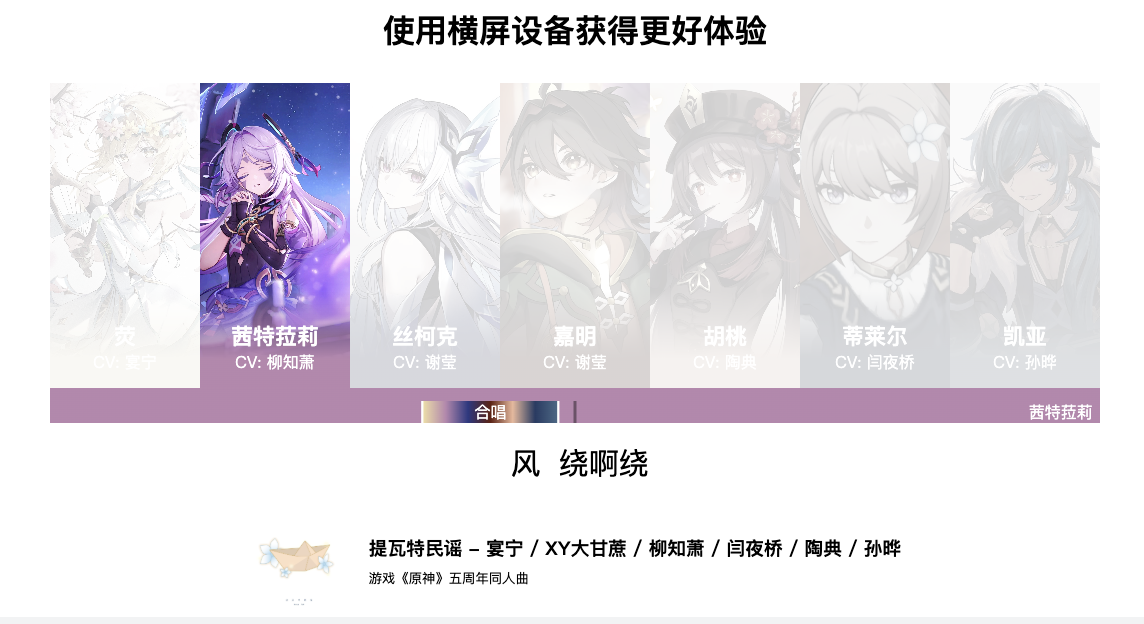 使用横屏设备获得更好体验
荧
CV: 宴宁
茜特菈莉
CV: 柳知萧
丝柯克
CV: 谢莹
嘉明
CV: 谢莹
胡桃
CV: 陶典
蒂莱尔
CV: 闫夜桥
凯亚
CV: 孙晔
合唱
茜特菈莉
风 绕啊绕
提瓦特民谣 – 宴宁 / XY大甘蔗 / 柳知萧 / 闫夜桥 / 陶典 / 孙晔
游戏《原神》五周年同人曲